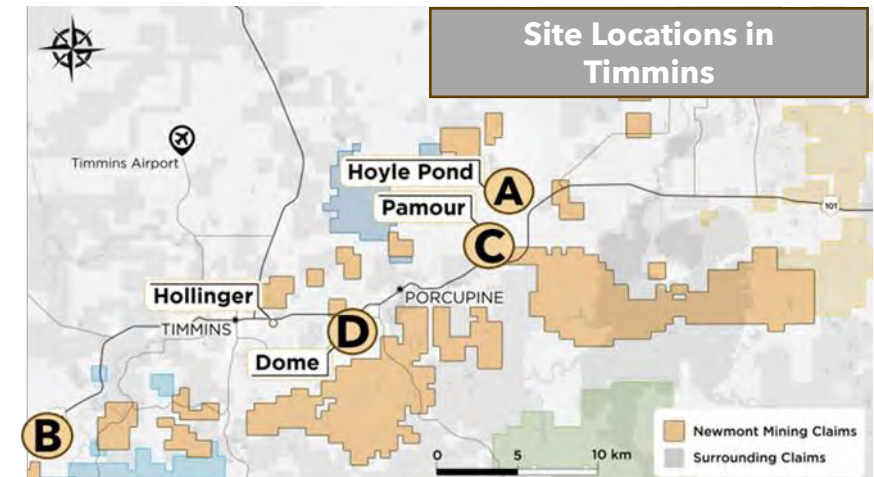 Site Locations in
Timmins
Timmins Airport
Hoyle Pond
A
Pamour
C
101
Hollinger
PORCUPINE
TIMMINS
D
Dome
B
Newmont Mining Claims
Surrounding Claims
0 5 10 km